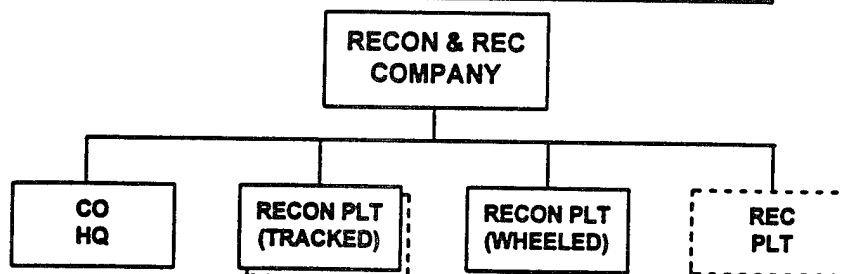 RECON & REC
COMPANY
CO
HQ
RECON PLT
(TRACKED)
RECON PLT
(WHEELED)
REC
PLT